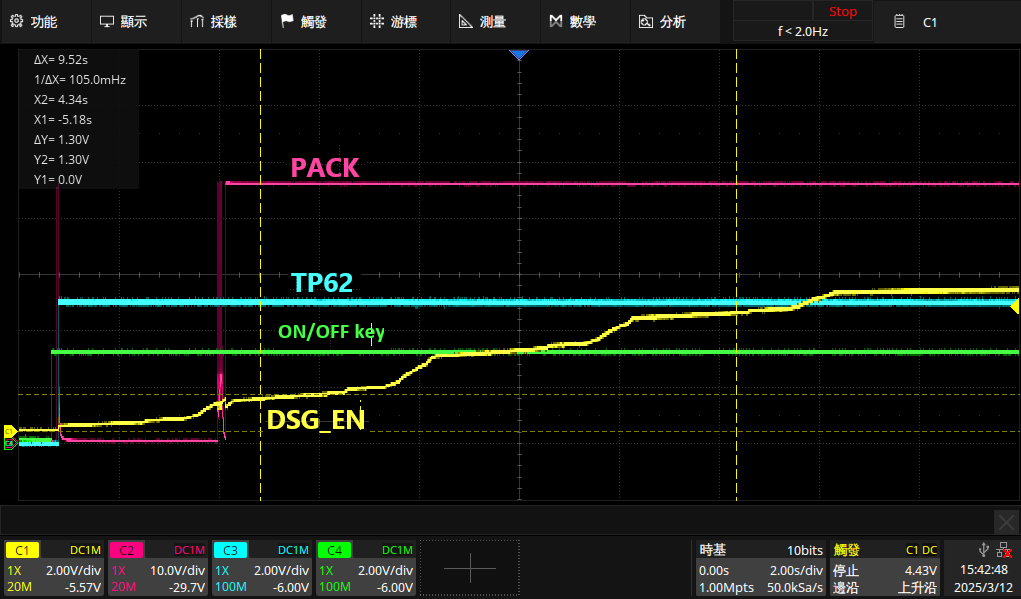 功能 顯示 採樣 觸發 游標 測量 數學 分析 Stop C1
f < 2.0Hz
ΔX= 9.52s
1/ΔX= 105.0mHz
X2= 4.34s
X1= -5.18s
ΔY= 1.30V
Y2= 1.30V
Y1= 0.0V
PACK
TP62
ON/OFF key
DSG_EN
C1 DC1M C2 DC1M C3 DC1M C4 DC1M 時基 10bits 觸發 C1 DC
1X 2.00V/div 1X 10.0V/div 1X 2.00V/div 1X 2.00V/div 0.00s 2.00s/div 停止 4.43V 15:42:48
20M -5.57V 20M -29.7V 100M -6.00V 100M -6.00V 1.00Mpts 50.0kSa/s 邊沿 上升沿 2025/3/12